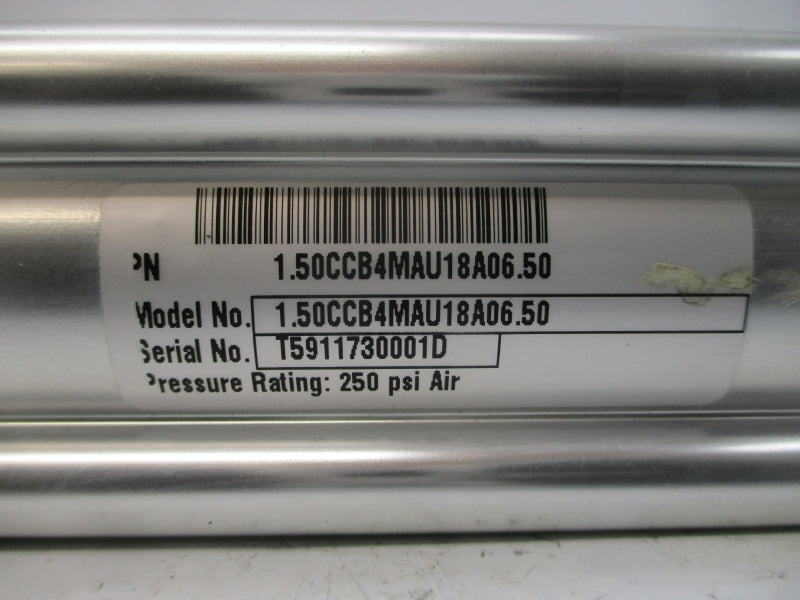 PN 1.50CCB4MAU18A06.50
Model No. 1.50CCB4MAU18A06.50
Serial No. T5911730001D
Pressure Rating: 250 psi Air